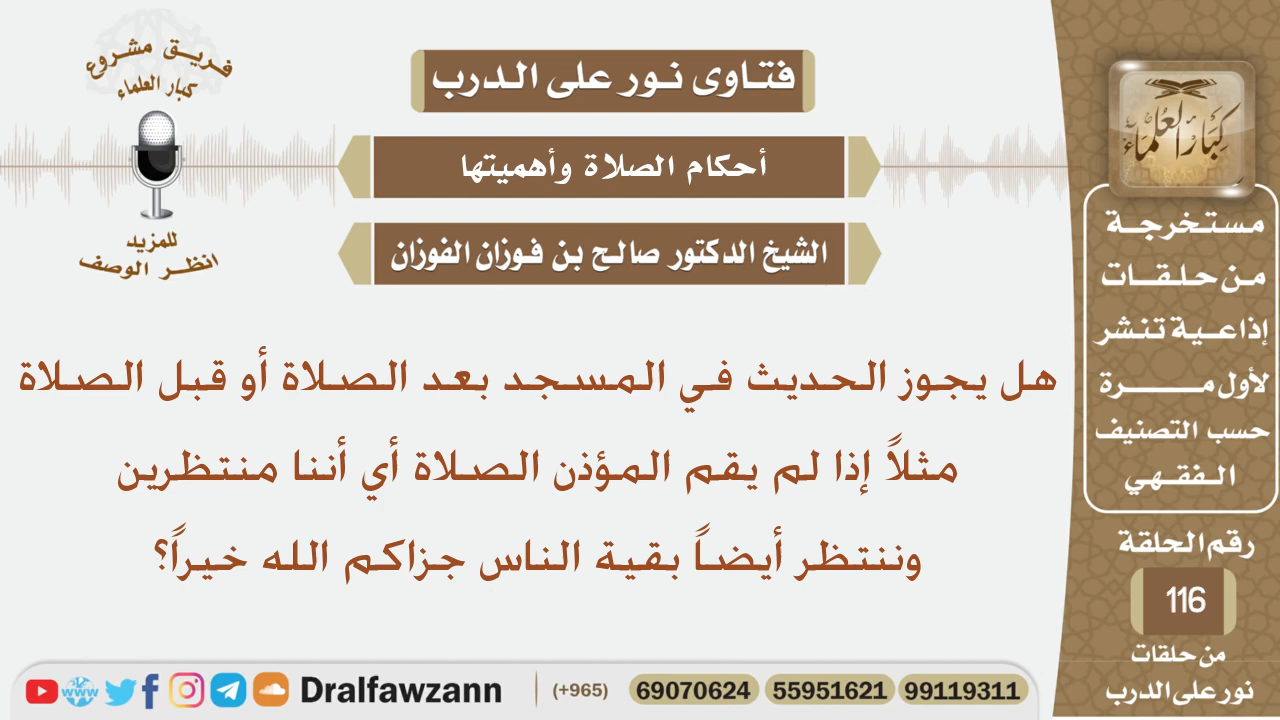 فريق مشروع
كبار العلماء
للمزيد
انظر الوصف
فتاوى نور على الدرب
أحكام الصلاة وأهميتها
الشيخ الدكتور صالح بن فوزان الفوزان
هل يجوز الحديث في المسجد بعد الصلاة أو قبل الصلاة
مثلاً إذا لم يقم المؤذن الصلاة أي أننا منتظرين
وننتظر أيضاً بقية الناس جزاكم الله خيراً؟
كبار العلماء
مستخرجة
من حلقات
إذاعية تنشر
لأول مرة
حسب التصنيف
الفقهي
رقم الحلقة
116
من حلقات
نور على الدرب
www
Dralfawzann
(+965) 69070624 55951621 99119311